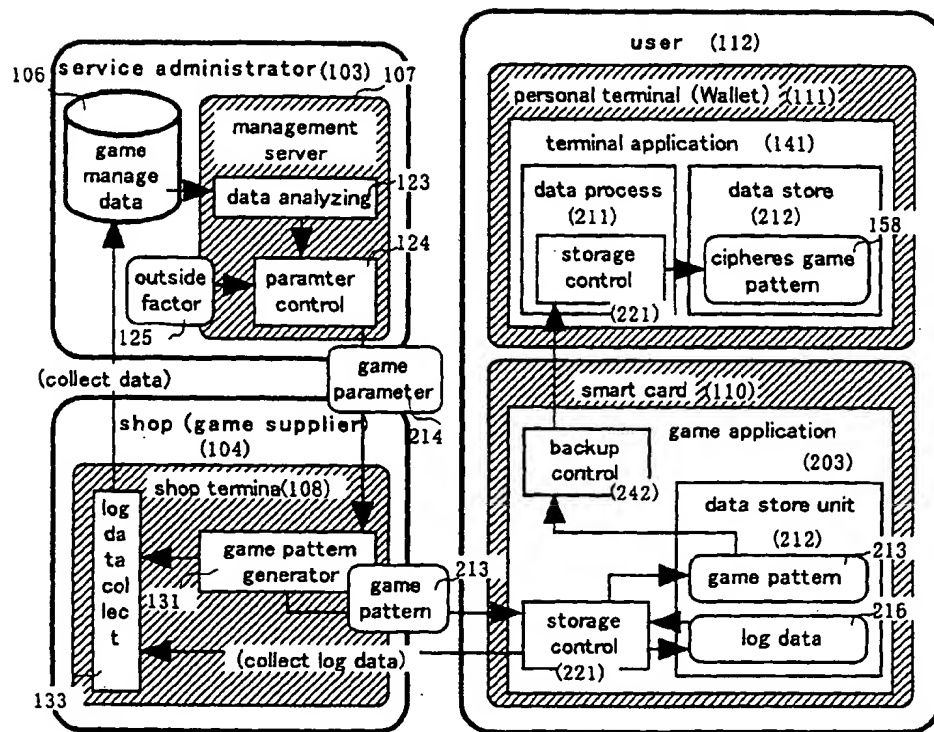 service administrator(103)
106
107
game
manage
data
management
server
data analyzing
123
124
outside
factor
125
paramter
control
(collect data)
game
parameter
214
shop (game supplier)
(104)
shop termina(108)
log
da
ta
col
lec
t
game pattern
generator
131
133
game
pattern
213
(collect log data)
user (112)
personal terminal (Wallet) (111)
terminal application (141)
data process
(211)
storage
control
(221)
data store
(212)
158
cipheres game
pattern
smart card (110)
game application
(203)
backup
control
(242)
data store unit
(212)
213
game pattern
216
log data
storage
control
(221)